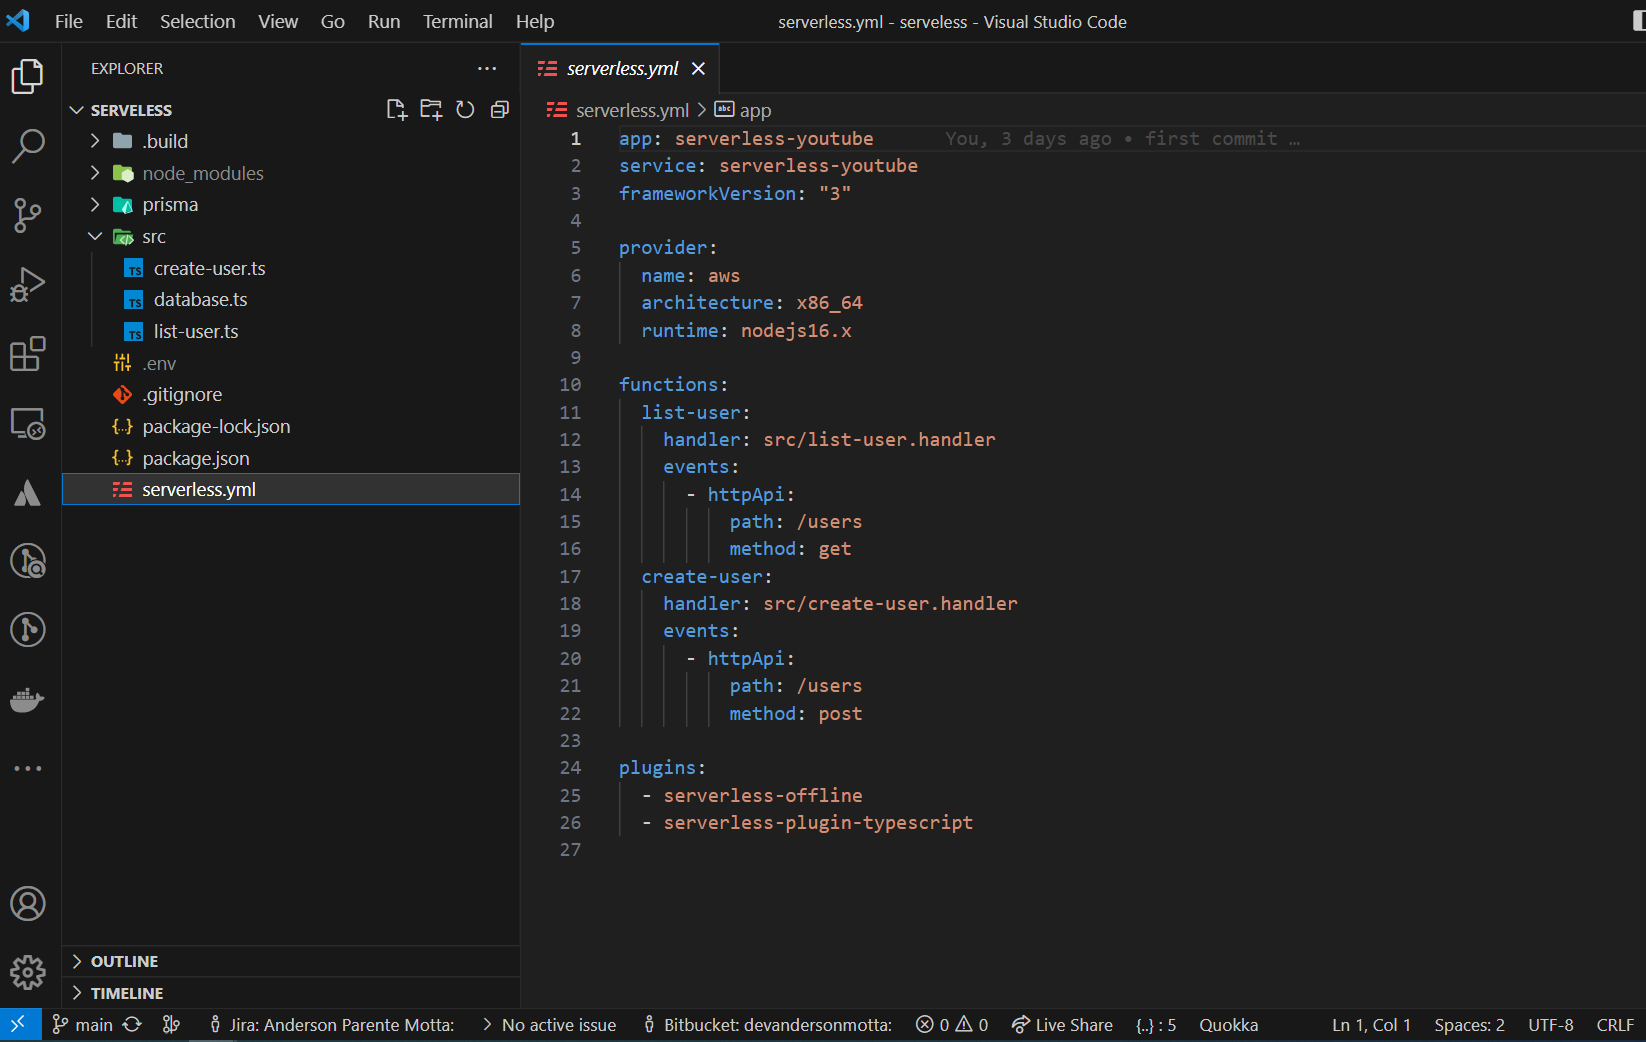 File Edit Selection View Go Run Terminal Help
serverless.yml - serveless - Visual Studio Code
EXPLORER
SERVELESS
.build
node_modules
prisma
src
create-user.ts
database.ts
list-user.ts
.env
.gitignore
package-lock.json
package.json
serverless.yml
OUTLINE
TIMELINE
serverless.yml
serverless.yml > app
1 app: serverless-youtube You, 3 days ago • first commit …
2 service: serverless-youtube
3 frameworkVersion: "3"
4
5 provider:
6 name: aws
7 architecture: x86_64
8 runtime: nodejs16.x
9
10 functions:
11 list-user:
12 handler: src/list-user.handler
13 events:
14 - httpApi:
15 path: /users
16 method: get
17 create-user:
18 handler: src/create-user.handler
19 events:
20 - httpApi:
21 path: /users
22 method: post
23
24 plugins:
25 - serverless-offline
26 - serverless-plugin-typescript
27
main Jira: Anderson Parente Motta: No active issue Bitbucket: devandersonmotta: 0 0 Live Share {..} : 5 Quokka Ln 1, Col 1 Spaces: 2 UTF-8 CRLF